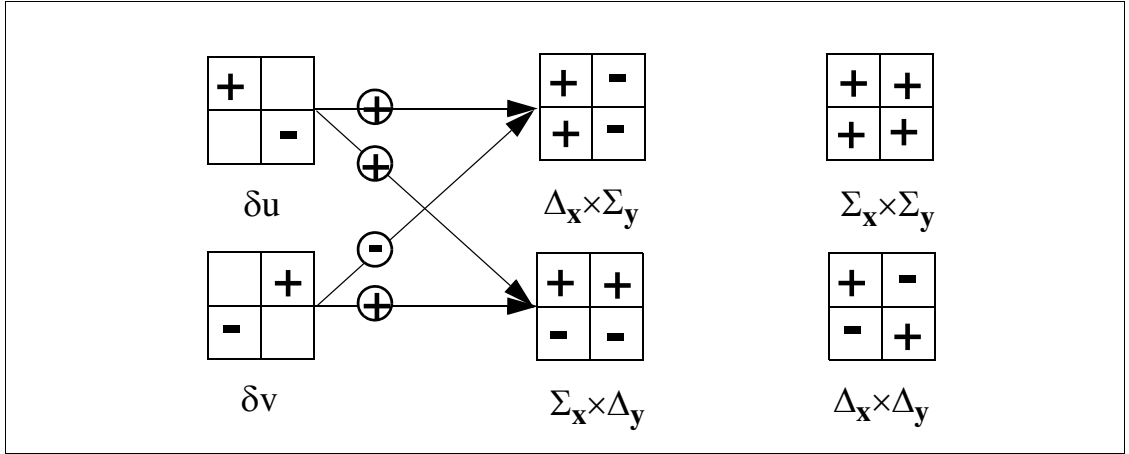 + - + - + +
+ - + - + +
δu Δx×Σy Σx×Σy
+
+
-
+
+ + + + -
- - - - +
δv Σx×Δy Δx×Δy